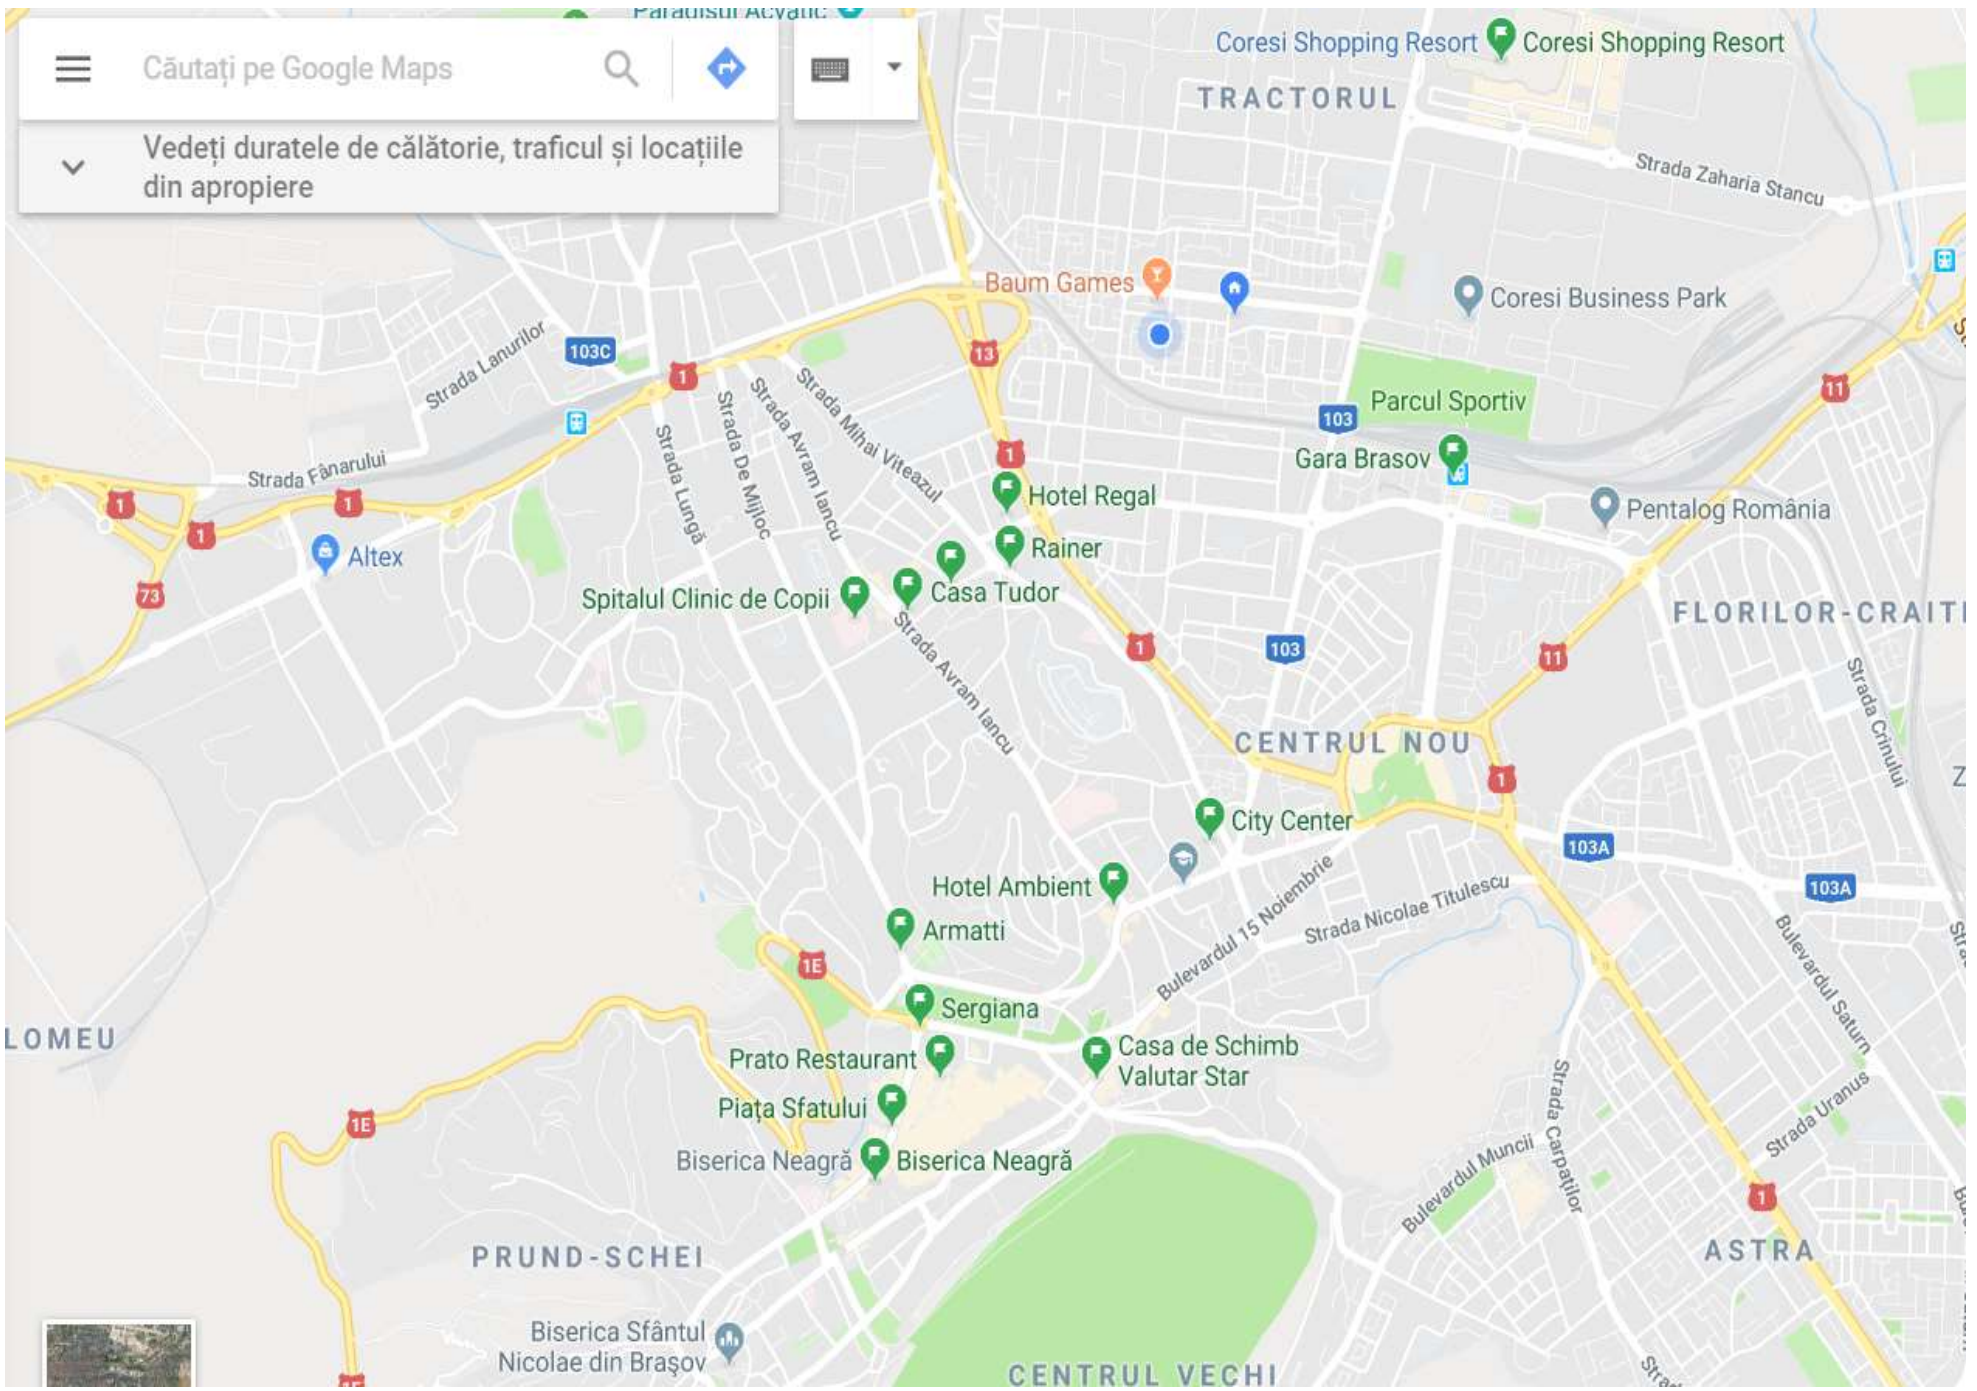 Paradisul Acvatic
Căutați pe Google Maps
Vedeți duratele de călătorie, traficul și locațiile
din apropiere
Coresi Shopping Resort
Coresi Shopping Resort
TRACTORUL
Strada Zaharia Stancu
Baum Games
Coresi Business Park
Strada Lanurilor
103C
1
13
11
Parcul Sportiv
103
Gara Brasov
Strada Mihai Viteazul
Strada Avram Iancu
Strada De Mijloc
Strada Lungă
Strada Fânarului
1
1
1
1
Hotel Regal
Pentalog România
Altex
Rainer
73
Casa Tudor
Spitalul Clinic de Copii
FLORILOR-CRAITE
Strada Avram Iancu
1
103
11
Strada Crinului
CENTRUL NOU
1
Z
City Center
103A
103A
Hotel Ambient
Bulevardul 15 Noiembrie
Strada Nicolae Titulescu
Armatti
1E
Bulevardul Saturn
Sergiana
LOMEU
Casa de Schimb
Valutar Star
Prato Restaurant
Piața Sfatului
1E
Strada Carpaților
Strada Uranus
Bulevardul Muncii
Biserica Neagră
Biserica Neagră
1
PRUND-SCHEI
ASTRA
Biserica Sfântul
Nicolae din Brașov
CENTRUL VECHI
1E